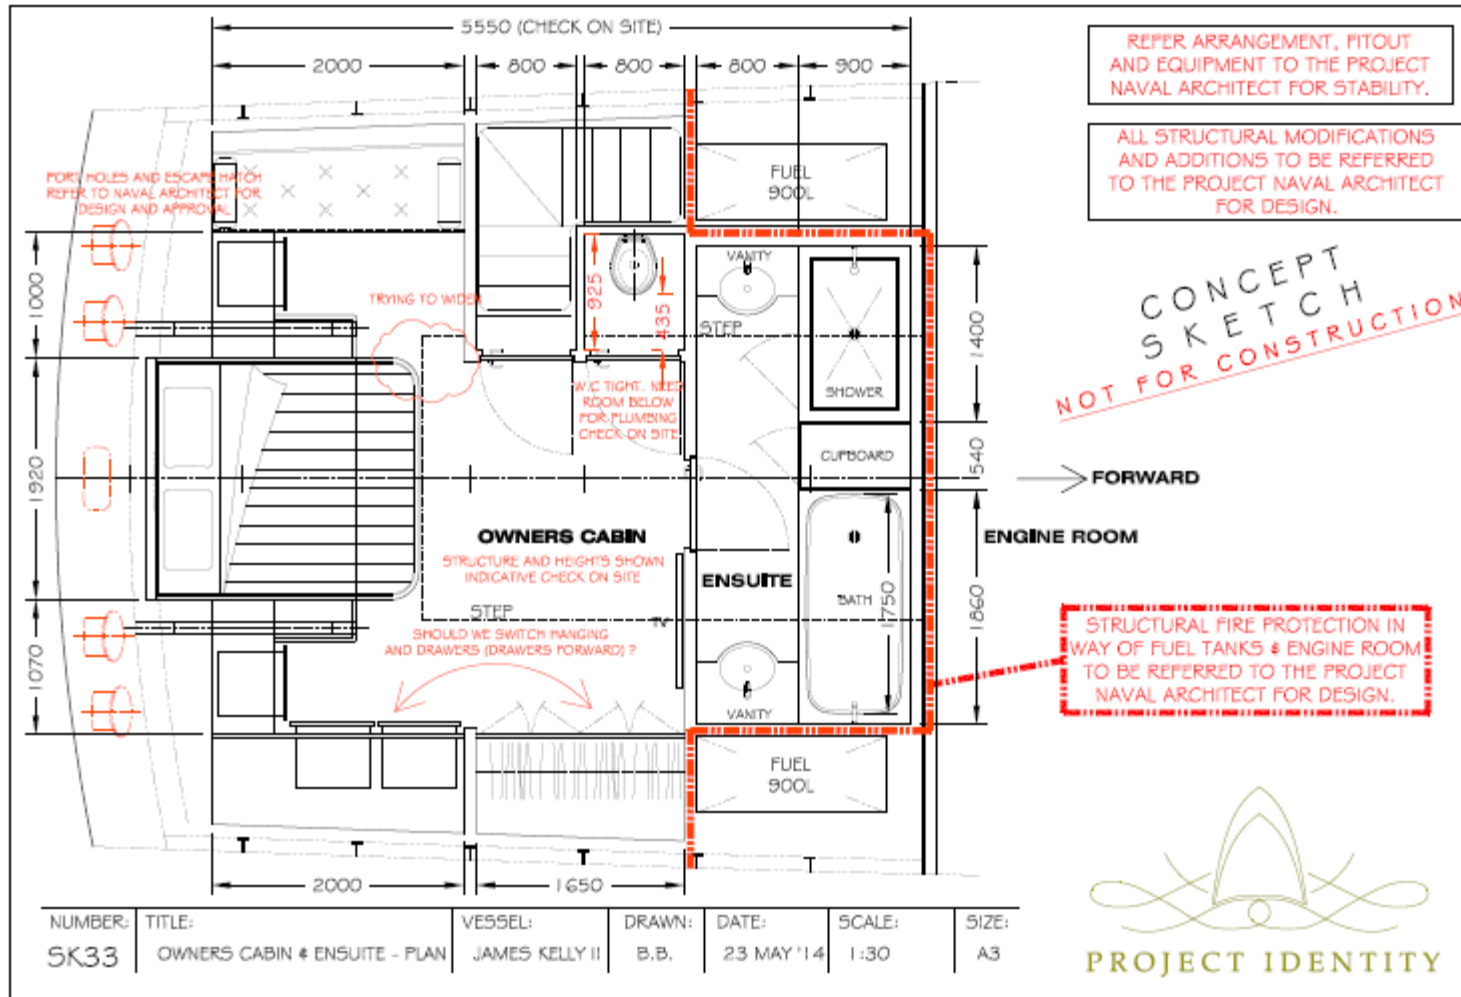 5550 (CHECK ON SITE)
2000
800
800
800
900
REFER ARRANGEMENT, FITOUT
AND EQUIPMENT TO THE PROJECT
NAVAL ARCHITECT FOR STABILITY.
ALL STRUCTURAL MODIFICATIONS
AND ADDITIONS TO BE REFERRED
TO THE PROJECT NAVAL ARCHITECT
FOR DESIGN.
CONCEPT
SKETCH
NOT FOR CONSTRUCTION
PORT HOLES AND ESCAPE HATCH
REFER TO NAVAL ARCHITECT FOR
DESIGN AND APPROVAL
FUEL
900L
1000
TRYING TO WIDEN
925
435
VANITY
STEP
SHOWER
1400
W.C TIGHT. NEED
ROOM BELOW
FOR PLUMBING
CHECK ON SITE
CUPBOARD
540
FORWARD
1920
OWNERS CABIN
STRUCTURE AND HEIGHTS SHOWN
INDICATIVE CHECK ON SITE
ENGINE ROOM
ENSUITE
BATH
1750
1860
STEP
TV
SHOULD WE SWITCH HANGING
AND DRAWERS (DRAWERS FORWARD) ?
1070
VANITY
STRUCTURAL FIRE PROTECTION IN
WAY OF FUEL TANKS & ENGINE ROOM
TO BE REFERRED TO THE PROJECT
NAVAL ARCHITECT FOR DESIGN.
FUEL
900L
2000
1650
NUMBER: TITLE: VESSEL: DRAWN: DATE: SCALE: SIZE:
SK33 OWNERS CABIN & ENSUITE - PLAN JAMES KELLY II B.B. 23 MAY '14 1:30 A3
PROJECT IDENTITY